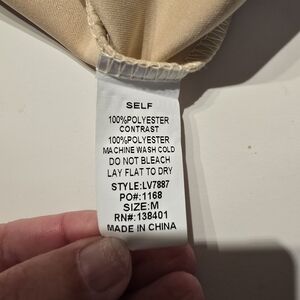 SELF
100%POLYESTER
CONTRAST
100%POLYESTER
MACHINE WASH COLD
DO NOT BLEACH
LAY FLAT TO DRY
STYLE:LV7887
PO#:1168
SIZE:M
RN#:138401
MADE IN CHINA